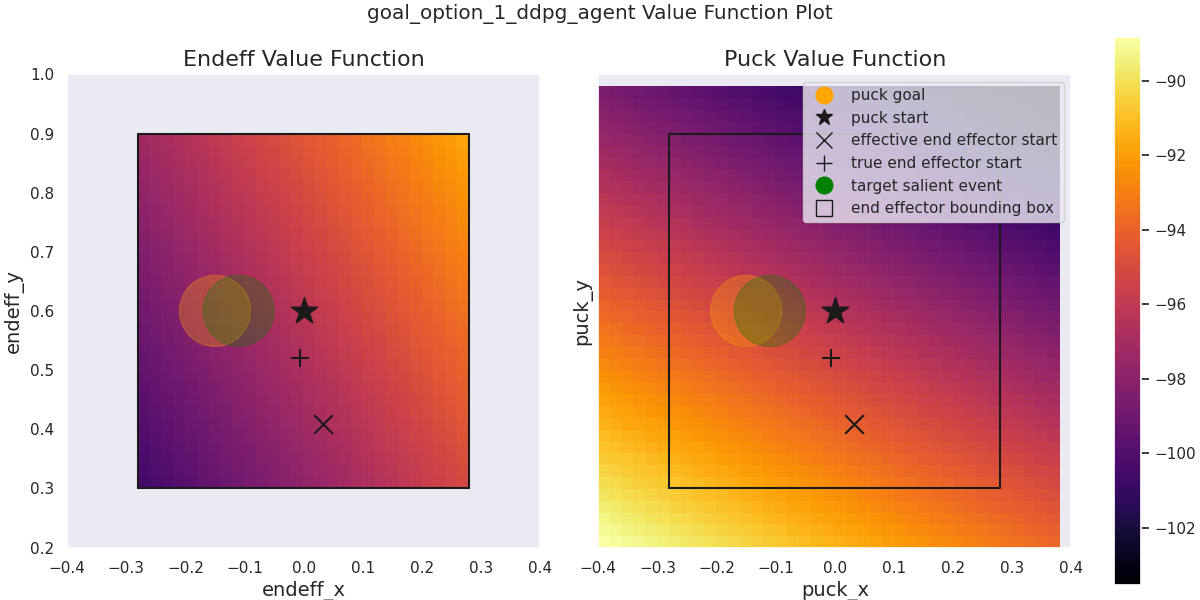 goal_option_1_ddpg_agent Value Function Plot
Endeff Value Function
1.0
0.9
0.8
0.7
0.6
0.5
0.4
0.3
0.2
endeff_y
−0.4 −0.3 −0.2 −0.1 0.0 0.1 0.2 0.3 0.4
endeff_x
Puck Value Function
puck goal
puck start
effective end effector start
true end effector start
target salient event
end effector bounding box
puck_y
−0.4 −0.3 −0.2 −0.1 0.0 0.1 0.2 0.3 0.4
puck_x
−90
−92
−94
−96
−98
−100
−102